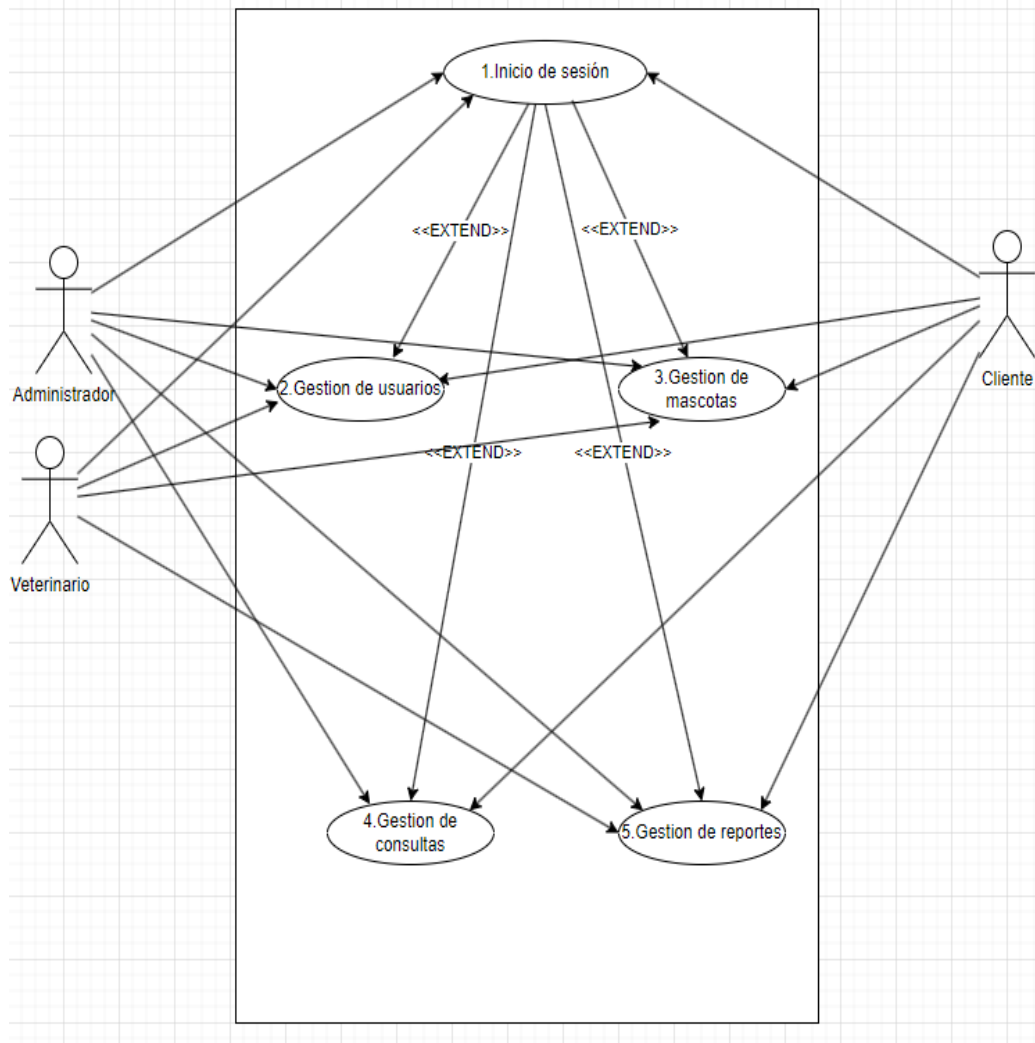 1.Inicio de sesión
<<EXTEND>>
<<EXTEND>>
Administrador
2.Gestion de usuarios
3.Gestion de
mascotas
Cliente
<<EXTEND>>
<<EXTEND>>
Veterinario
4.Gestion de
consultas
5.Gestion de reportes